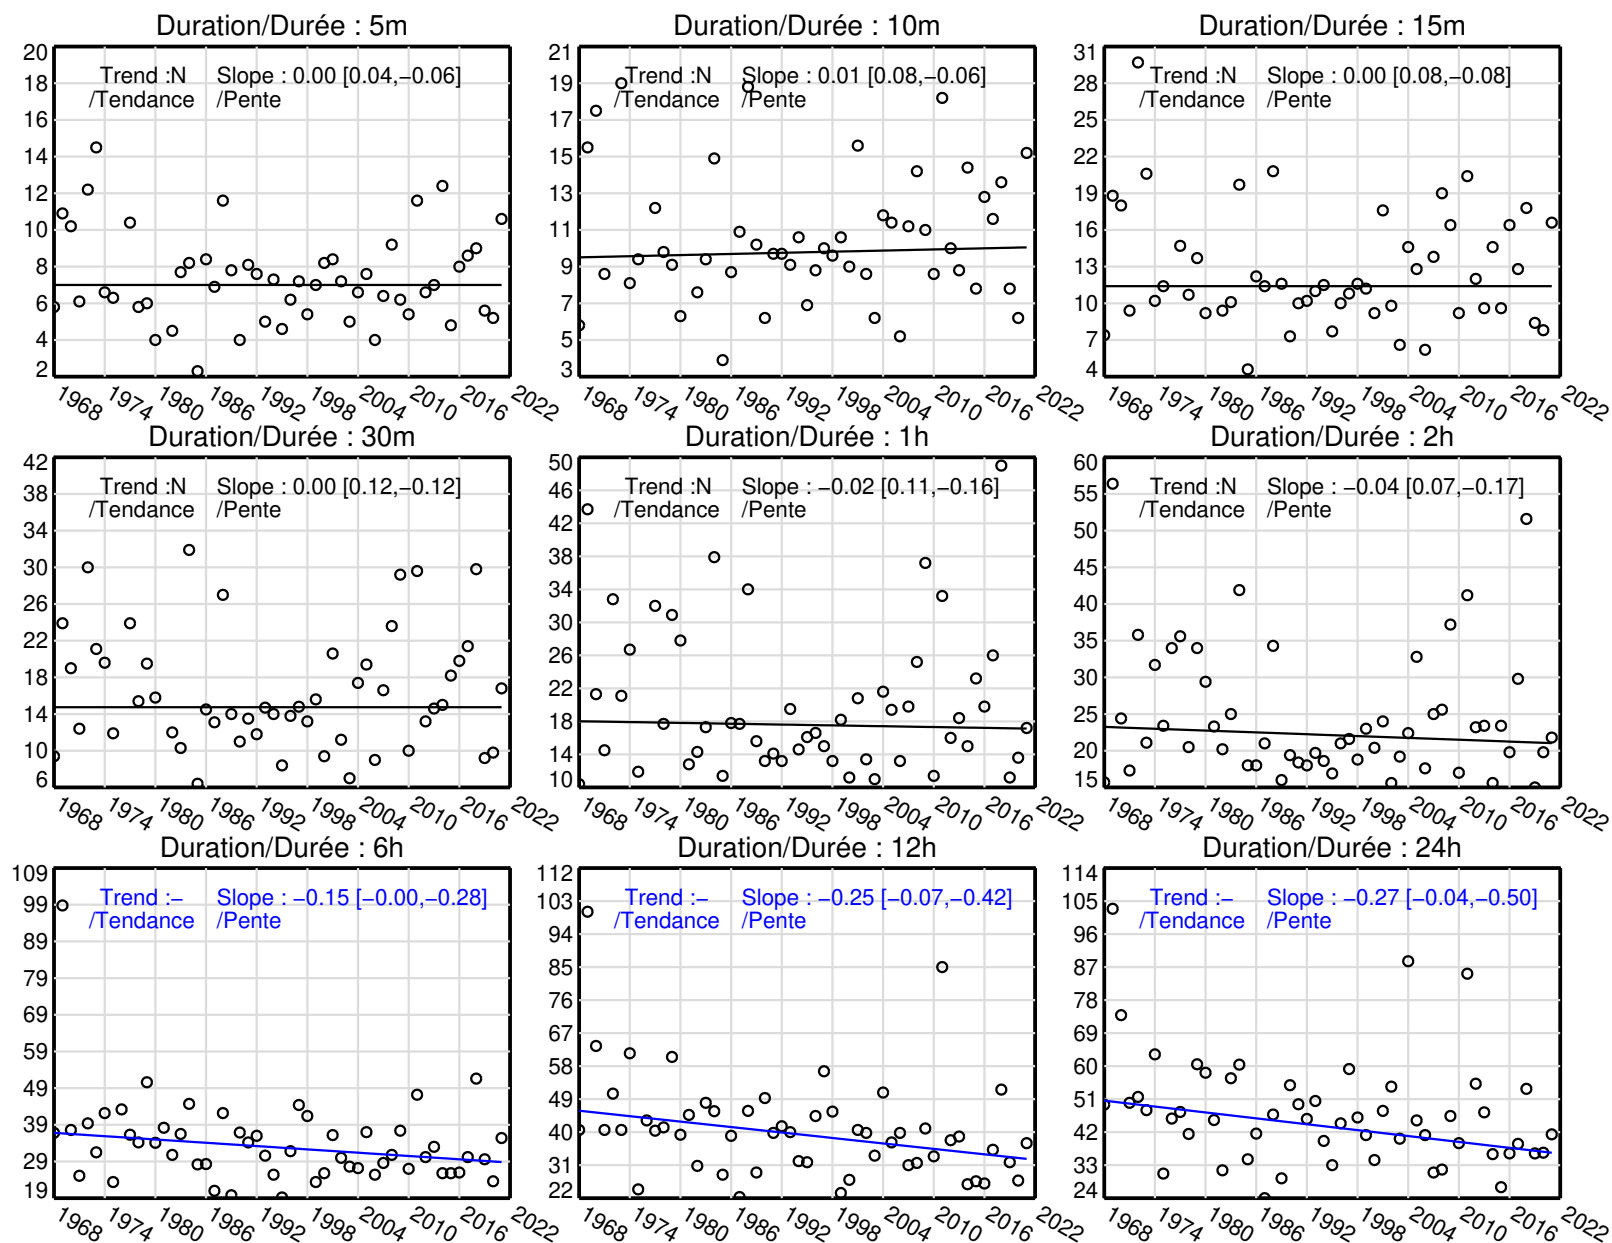 Duration/Durée : 5m
20
18
16
14
12
10
8
6
4
2
Trend :N Slope : 0.00 [0.04,−0.06]
/Tendance /Pente
1968 1974 1980 1986 1992 1998 2004 2010 2016 2022
Duration/Durée : 10m
21
19
17
15
13
11
9
7
5
3
Trend :N Slope : 0.01 [0.08,−0.06]
/Tendance /Pente
1968 1974 1980 1986 1992 1998 2004 2010 2016 2022
Duration/Durée : 15m
31
28
25
22
19
16
13
10
7
4
Trend :N Slope : 0.00 [0.08,−0.08]
/Tendance /Pente
1968 1974 1980 1986 1992 1998 2004 2010 2016 2022
Duration/Durée : 30m
42
38
34
30
26
22
18
14
10
6
Trend :N Slope : 0.00 [0.12,−0.12]
/Tendance /Pente
1968 1974 1980 1986 1992 1998 2004 2010 2016 2022
Duration/Durée : 1h
50
46
42
38
34
30
26
22
18
14
10
Trend :N Slope : −0.02 [0.11,−0.16]
/Tendance /Pente
1968 1974 1980 1986 1992 1998 2004 2010 2016 2022
Duration/Durée : 2h
60
55
50
45
40
35
30
25
20
15
Trend :N Slope : −0.04 [0.07,−0.17]
/Tendance /Pente
1968 1974 1980 1986 1992 1998 2004 2010 2016 2022
Duration/Durée : 6h
109
99
89
79
69
59
49
39
29
19
Trend :− Slope : −0.15 [−0.00,−0.28]
/Tendance /Pente
1968 1974 1980 1986 1992 1998 2004 2010 2016 2022
Duration/Durée : 12h
112
103
94
85
76
67
58
49
40
31
22
Trend :− Slope : −0.25 [−0.07,−0.42]
/Tendance /Pente
1968 1974 1980 1986 1992 1998 2004 2010 2016 2022
Duration/Durée : 24h
114
105
96
87
78
69
60
51
42
33
24
Trend :− Slope : −0.27 [−0.04,−0.50]
/Tendance /Pente
1968 1974 1980 1986 1992 1998 2004 2010 2016 2022